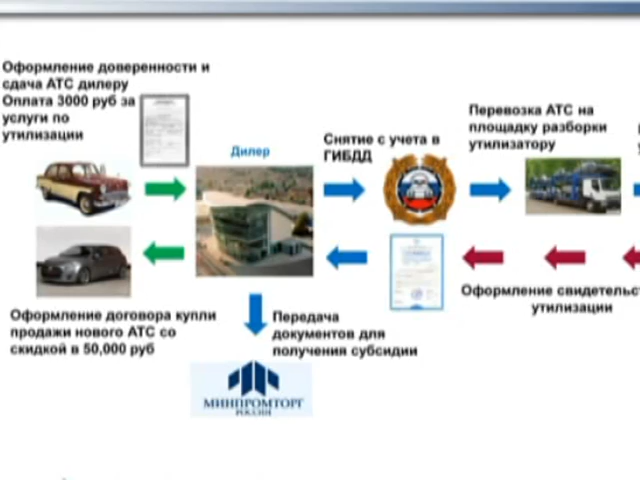 Оформление доверенности и
сдача АТС дилеру
Оплата 3000 руб за
услуги по
утилизации
Дилер
Снятие с учета в
ГИБДД
Перевозка АТС на
площадку разборки
утилизатору
Оформление свидетельст
утилизации
Оформление договора купли
продажи нового АТС со
скидкой в 50,000 руб
Передача
документов для
получения субсидии
МИНПРОМТОРГ
РОССИИ